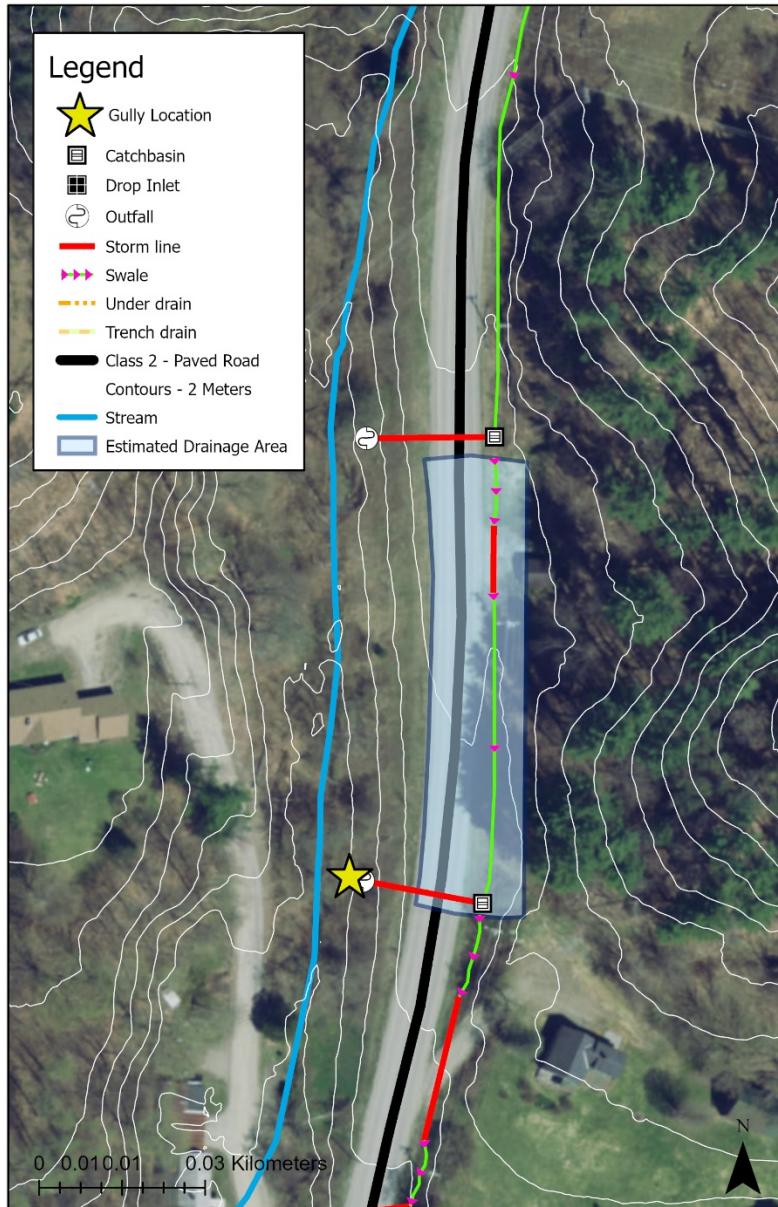 Legend
Gully Location
Catchbasin
Drop Inlet
Outfall
Storm line
Swale
Under drain
Trench drain
Class 2 - Paved Road
Contours - 2 Meters
Stream
Estimated Drainage Area
N
0 0.010.01 0.03 Kilometers